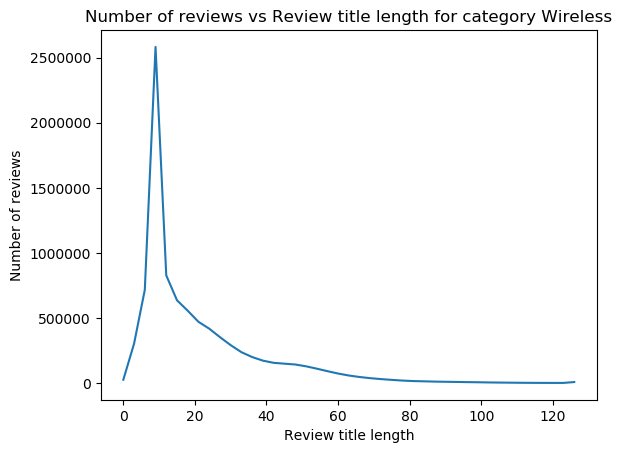 Number of reviews vs Review title length for category Wireless
2500000
2000000
1500000
1000000
500000
0
Number of reviews
0 20 40 60 80 100 120
Review title length